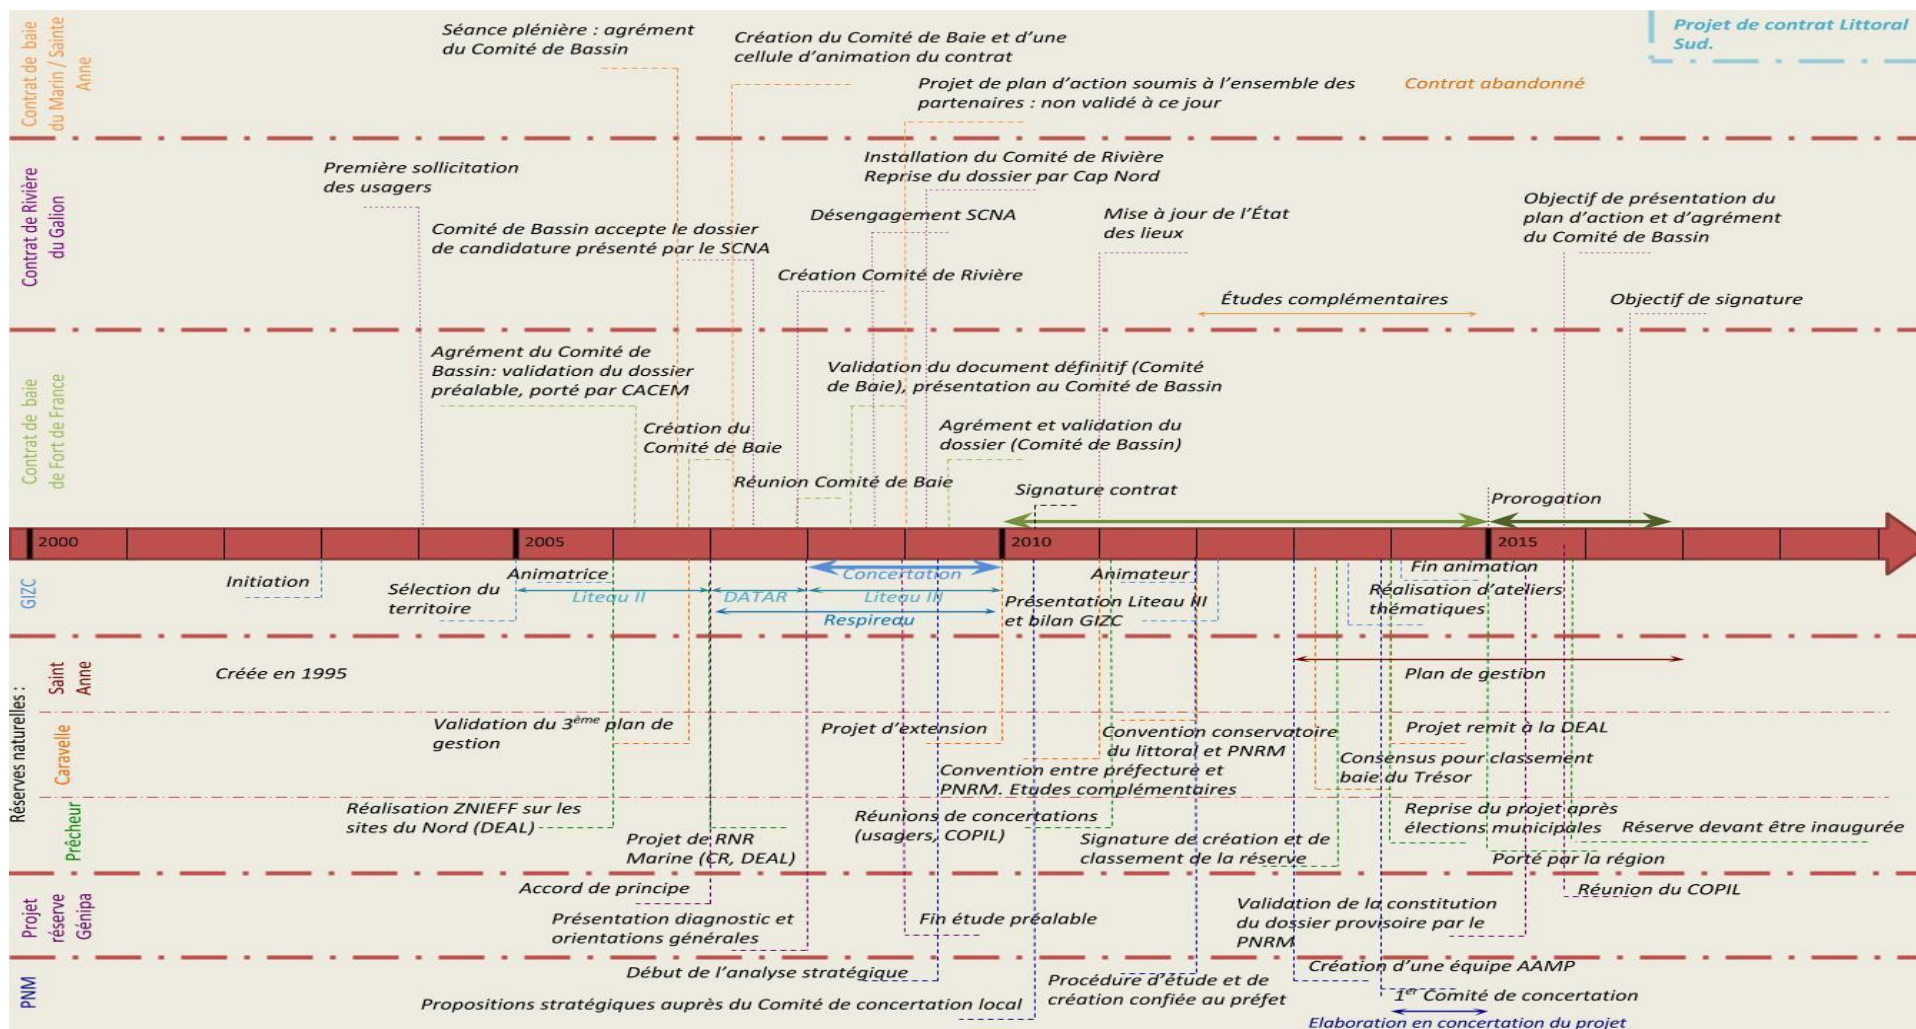 Contrat de baie
du Marin / Sainte
Anne
Séance plénière : agrément
du Comité de Bassin
Création du Comité de Baie et d’une
cellule d’animation du contrat
Projet de plan d’action soumis à l’ensemble des
partenaires : non validé à ce jour
Contrat abandonné
Projet de contrat Littoral
Sud.
Contrat de Rivière
du Galion
Première sollicitation
des usagers
Comité de Bassin accepte le dossier
de candidature présenté par le SCNA
Installation du Comité de Rivière
Reprise du dossier par Cap Nord
Désengagement SCNA
Création Comité de Rivière
Mise à jour de l’État
des lieux
Études complémentaires
Objectif de présentation du
plan d’action et d’agrément
du Comité de Bassin
Objectif de signature
Contrat de baie
de Fort de France
Agrément du Comité de
Bassin: validation du dossier
préalable, porté par CACEM
Création du
Comité de Baie
Validation du document définitif (Comité
de Baie), présentation au Comité de Bassin
Agrément et validation du
dossier (Comité de Bassin)
Réunion Comité de Baie
Signature contrat
Prorogation
2000
2005
2010
2015
GIZC
Initiation
Sélection du
territoire
Animatrice
Liteau II
DATAR
Concertation
Liteau III
Respireau
Présentation Liteau III
et bilan GIZC
Animateur
Fin animation
Réalisation d’ateliers
thématiques
Réserves naturelles :
Saint
Anne
Créée en 1995
Plan de gestion
Caravelle
Validation du 3ème plan de
gestion
Projet d’extension
Convention conservatoire
du littoral et PNRM
Convention entre préfecture et
PNRM. Etudes complémentaires
Projet remit à la DEAL
Consensus pour classement
baie du Trésor
Prêcheur
Réalisation ZNIEFF sur les
sites du Nord (DEAL)
Projet de RNR
Marine (CR, DEAL)
Réunions de concertations
(usagers, COPIL)
Signature de création et de
classement de la réserve
Reprise du projet après
élections municipales
Réserve devant être inaugurée
Porté par la région
Projet
réserve
Génipa
Accord de principe
Présentation diagnostic et
orientations générales
Fin étude préalable
Validation de la constitution
du dossier provisoire par le
PNRM
Réunion du COPIL
PNM
Début de l’analyse stratégique
Propositions stratégiques auprès du Comité de concertation local
Procédure d’étude et de
création confiée au préfet
Création d’une équipe AAMP
1er Comité de concertation
Elaboration en concertation du projet